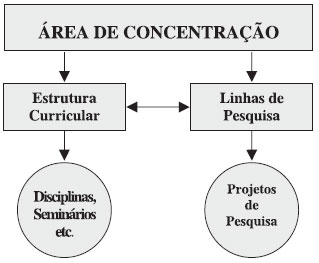 ÁREA DE CONCENTRAÇÃO
Estrutura
Curricular
Linhas de
Pesquisa
Disciplinas,
Seminários
etc.
Projetos
de
Pesquisa